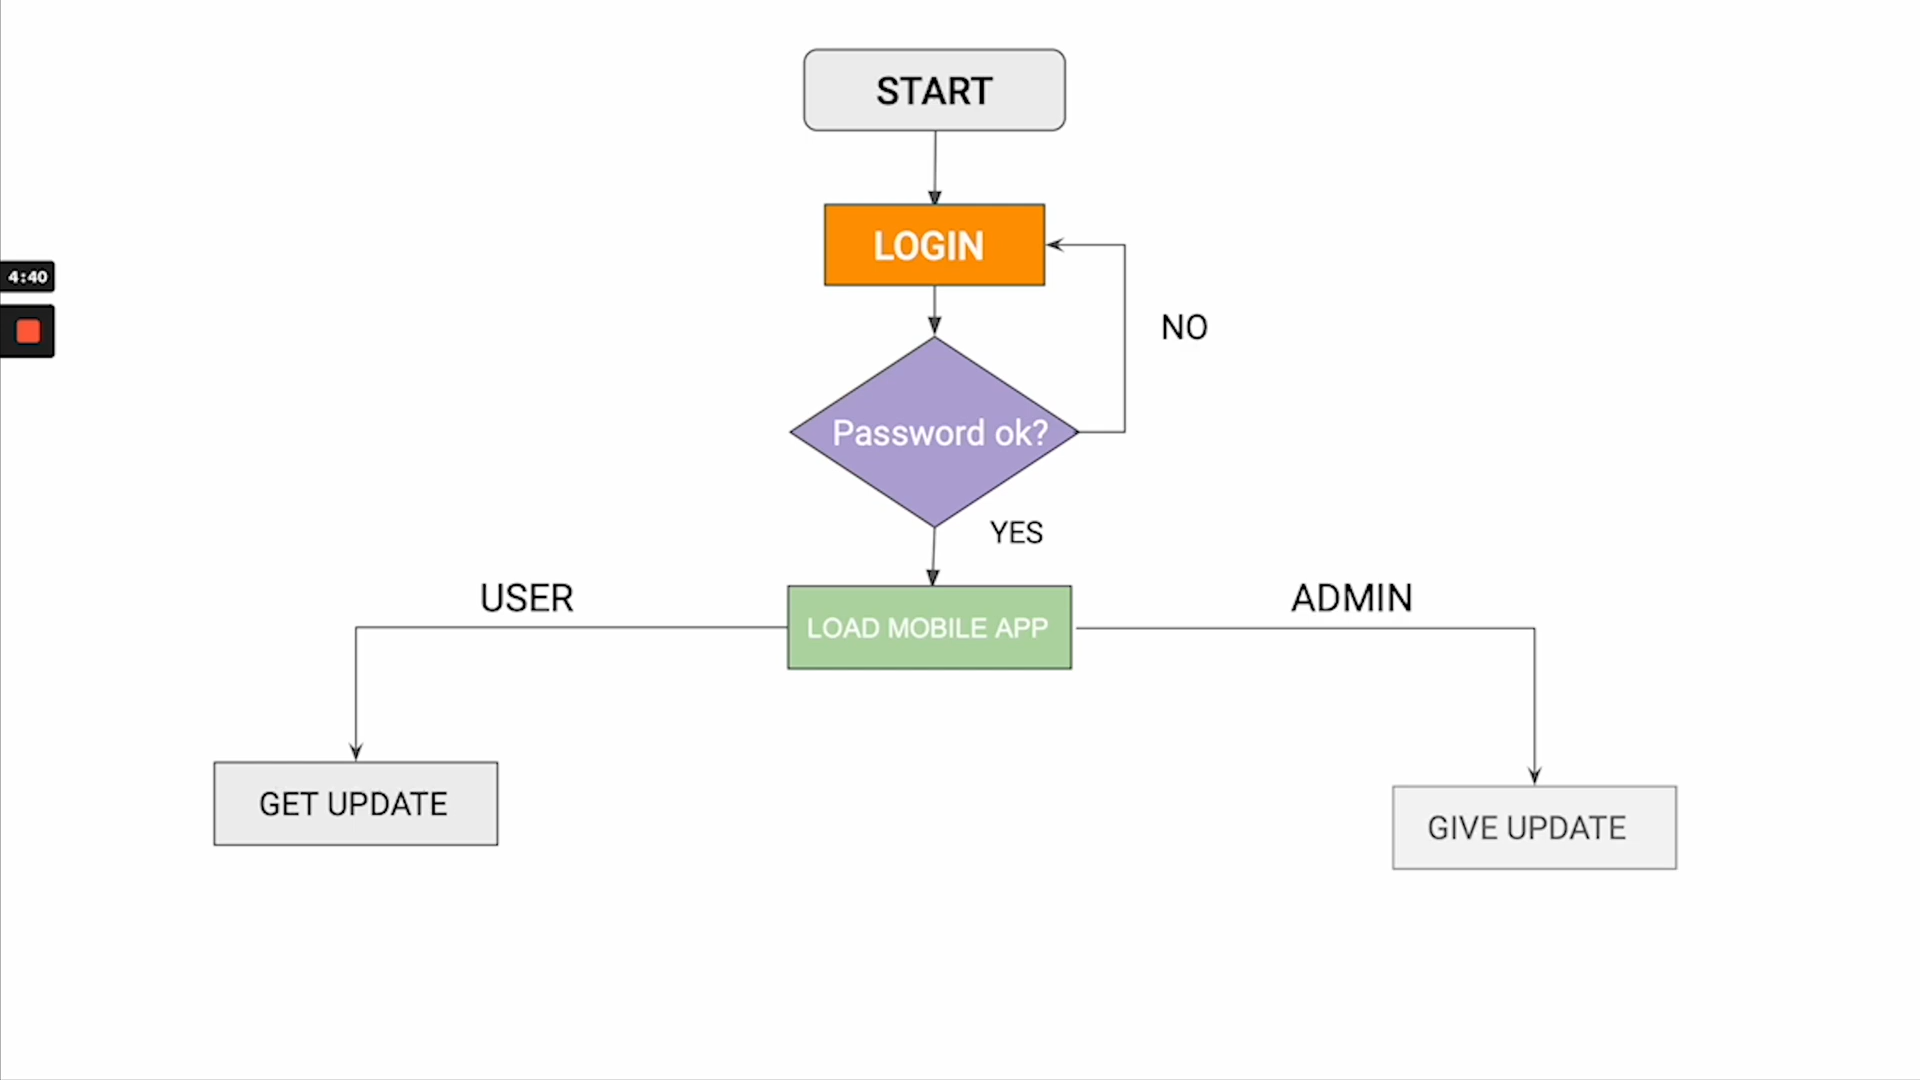 START
LOGIN
4:40
NO
Password ok?
YES
USER
ADMIN
LOAD MOBILE APP
GET UPDATE
GIVE UPDATE